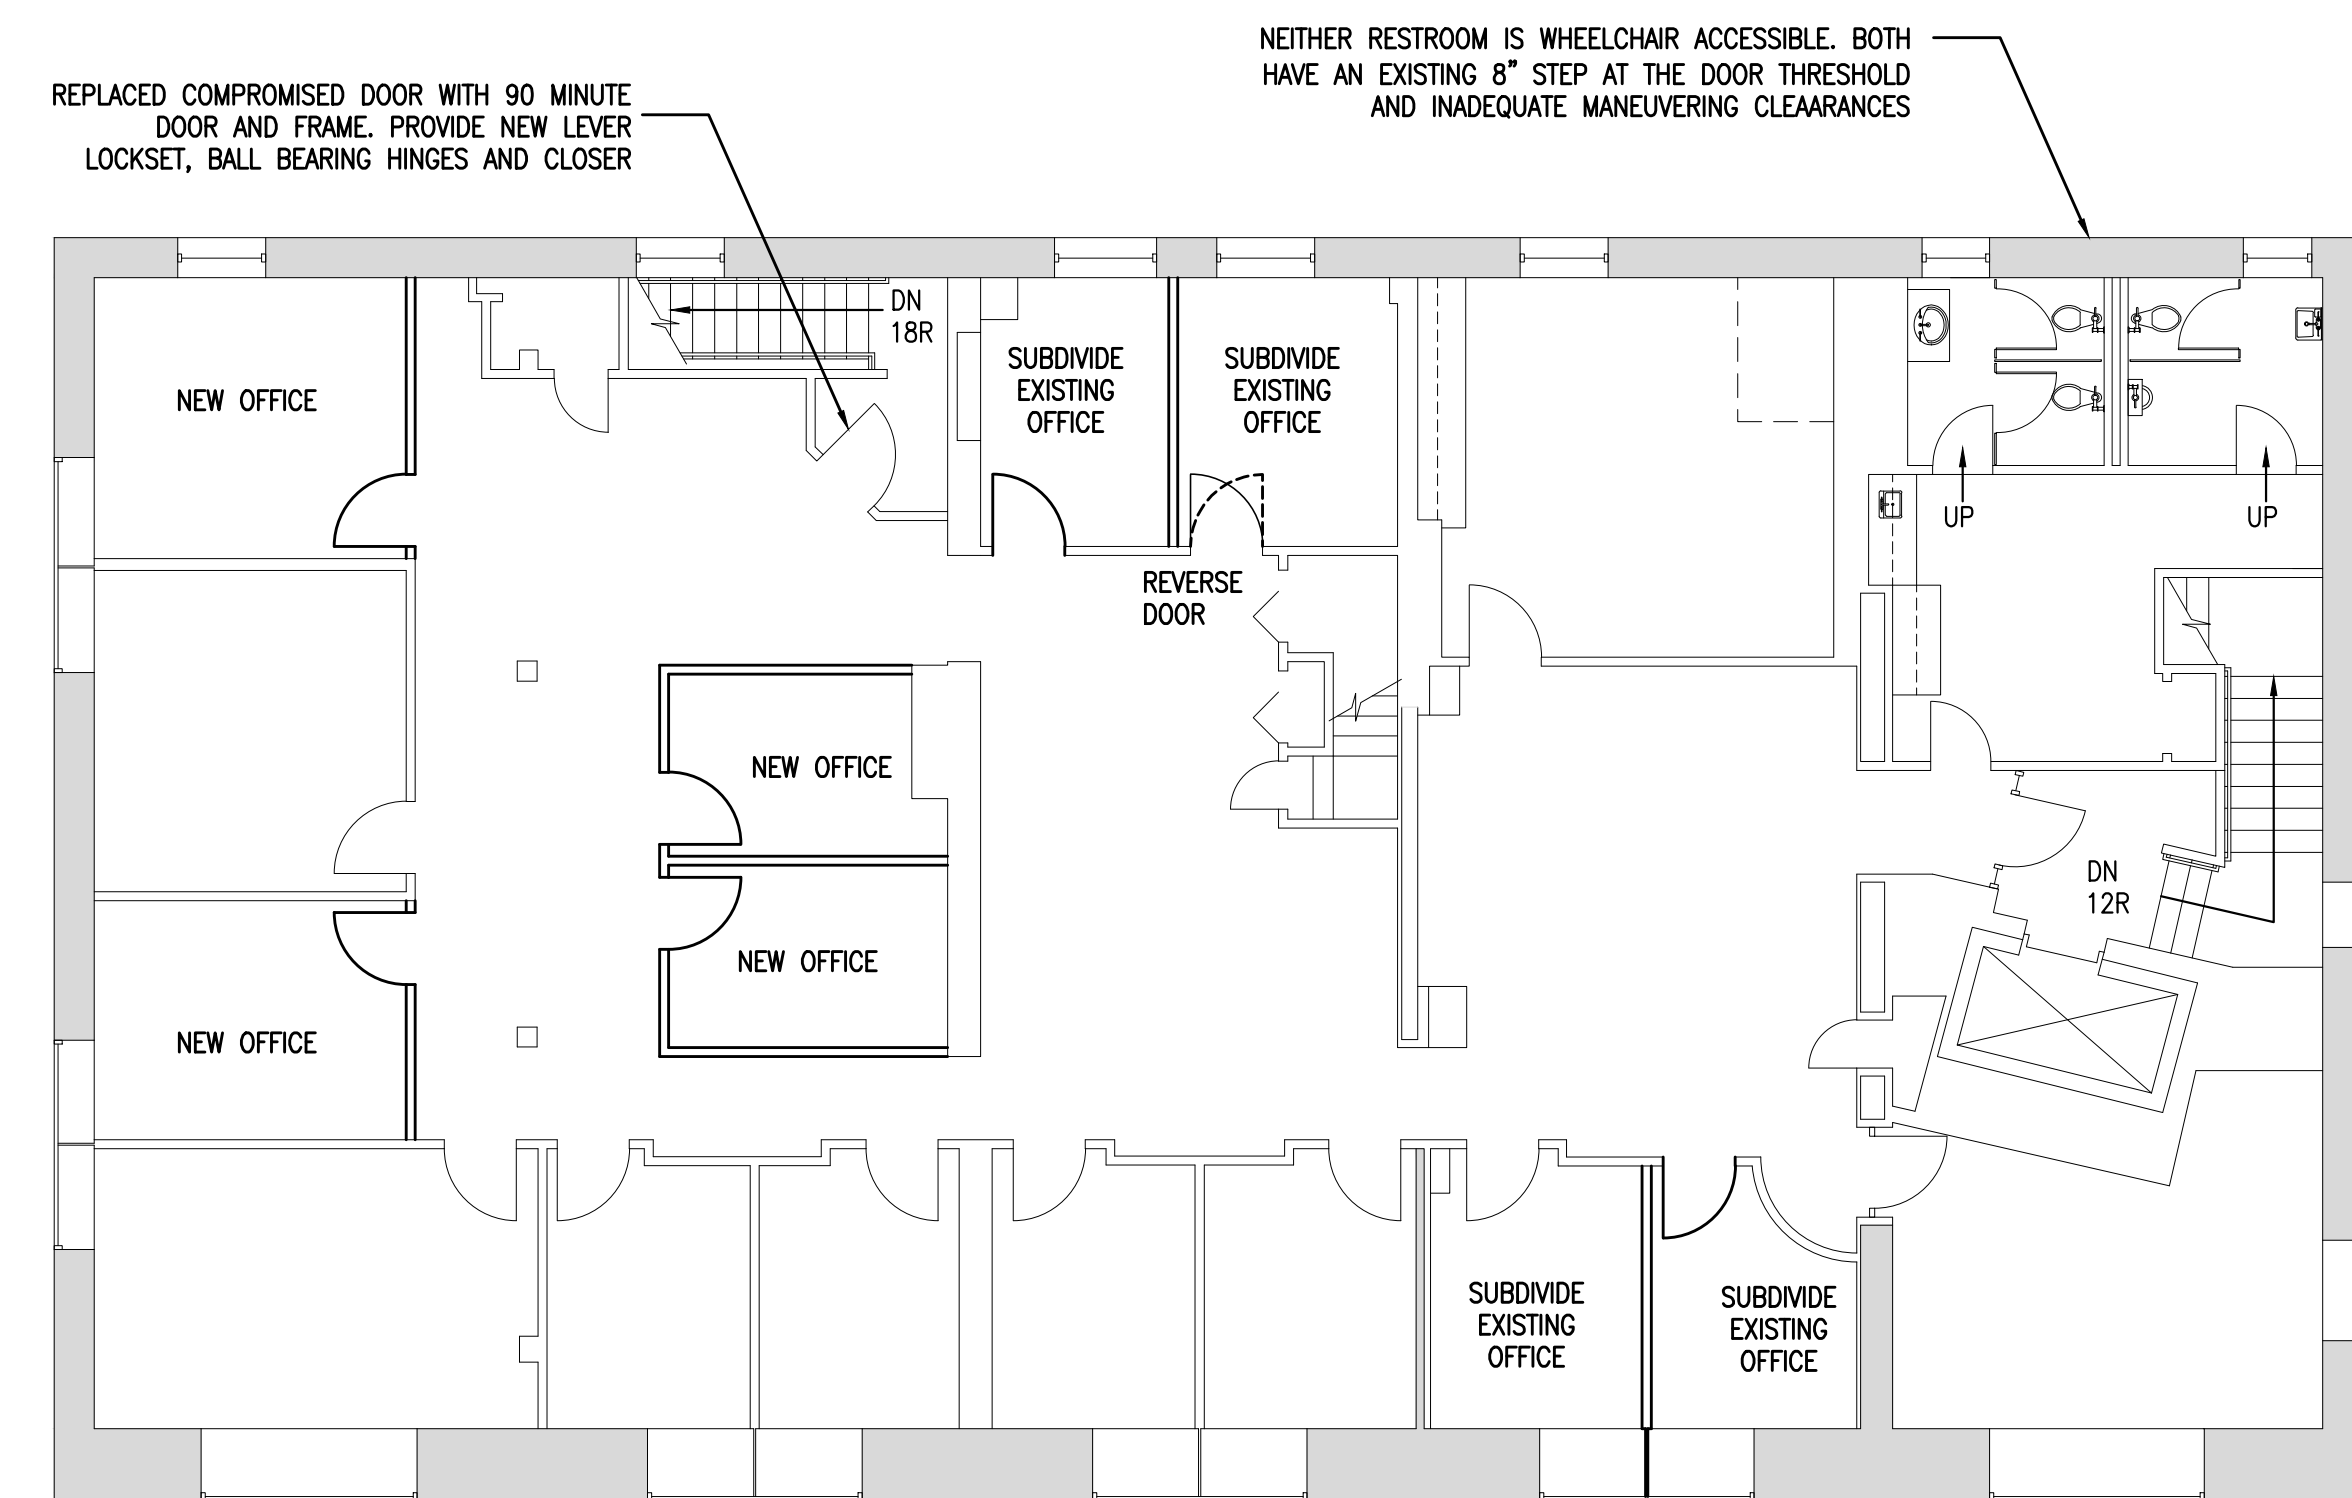 NEITHER RESTROOM IS WHEELCHAIR ACCESSIBLE. BOTH
HAVE AN EXISTING 8” STEP AT THE DOOR THRESHOLD
AND INADEQUATE MANEUVERING CLEAARANCES
REPLACED COMPROMISED DOOR WITH 90 MINUTE
DOOR AND FRAME. PROVIDE NEW LEVER
LOCKSET, BALL BEARING HINGES AND CLOSER
DN
18R
SUBDIVIDE
EXISTING
OFFICE
SUBDIVIDE
EXISTING
OFFICE
NEW OFFICE
UP
UP
REVERSE
DOOR
NEW OFFICE
DN
12R
NEW OFFICE
NEW OFFICE
SUBDIVIDE
EXISTING
OFFICE
SUBDIVIDE
EXISTING
OFFICE